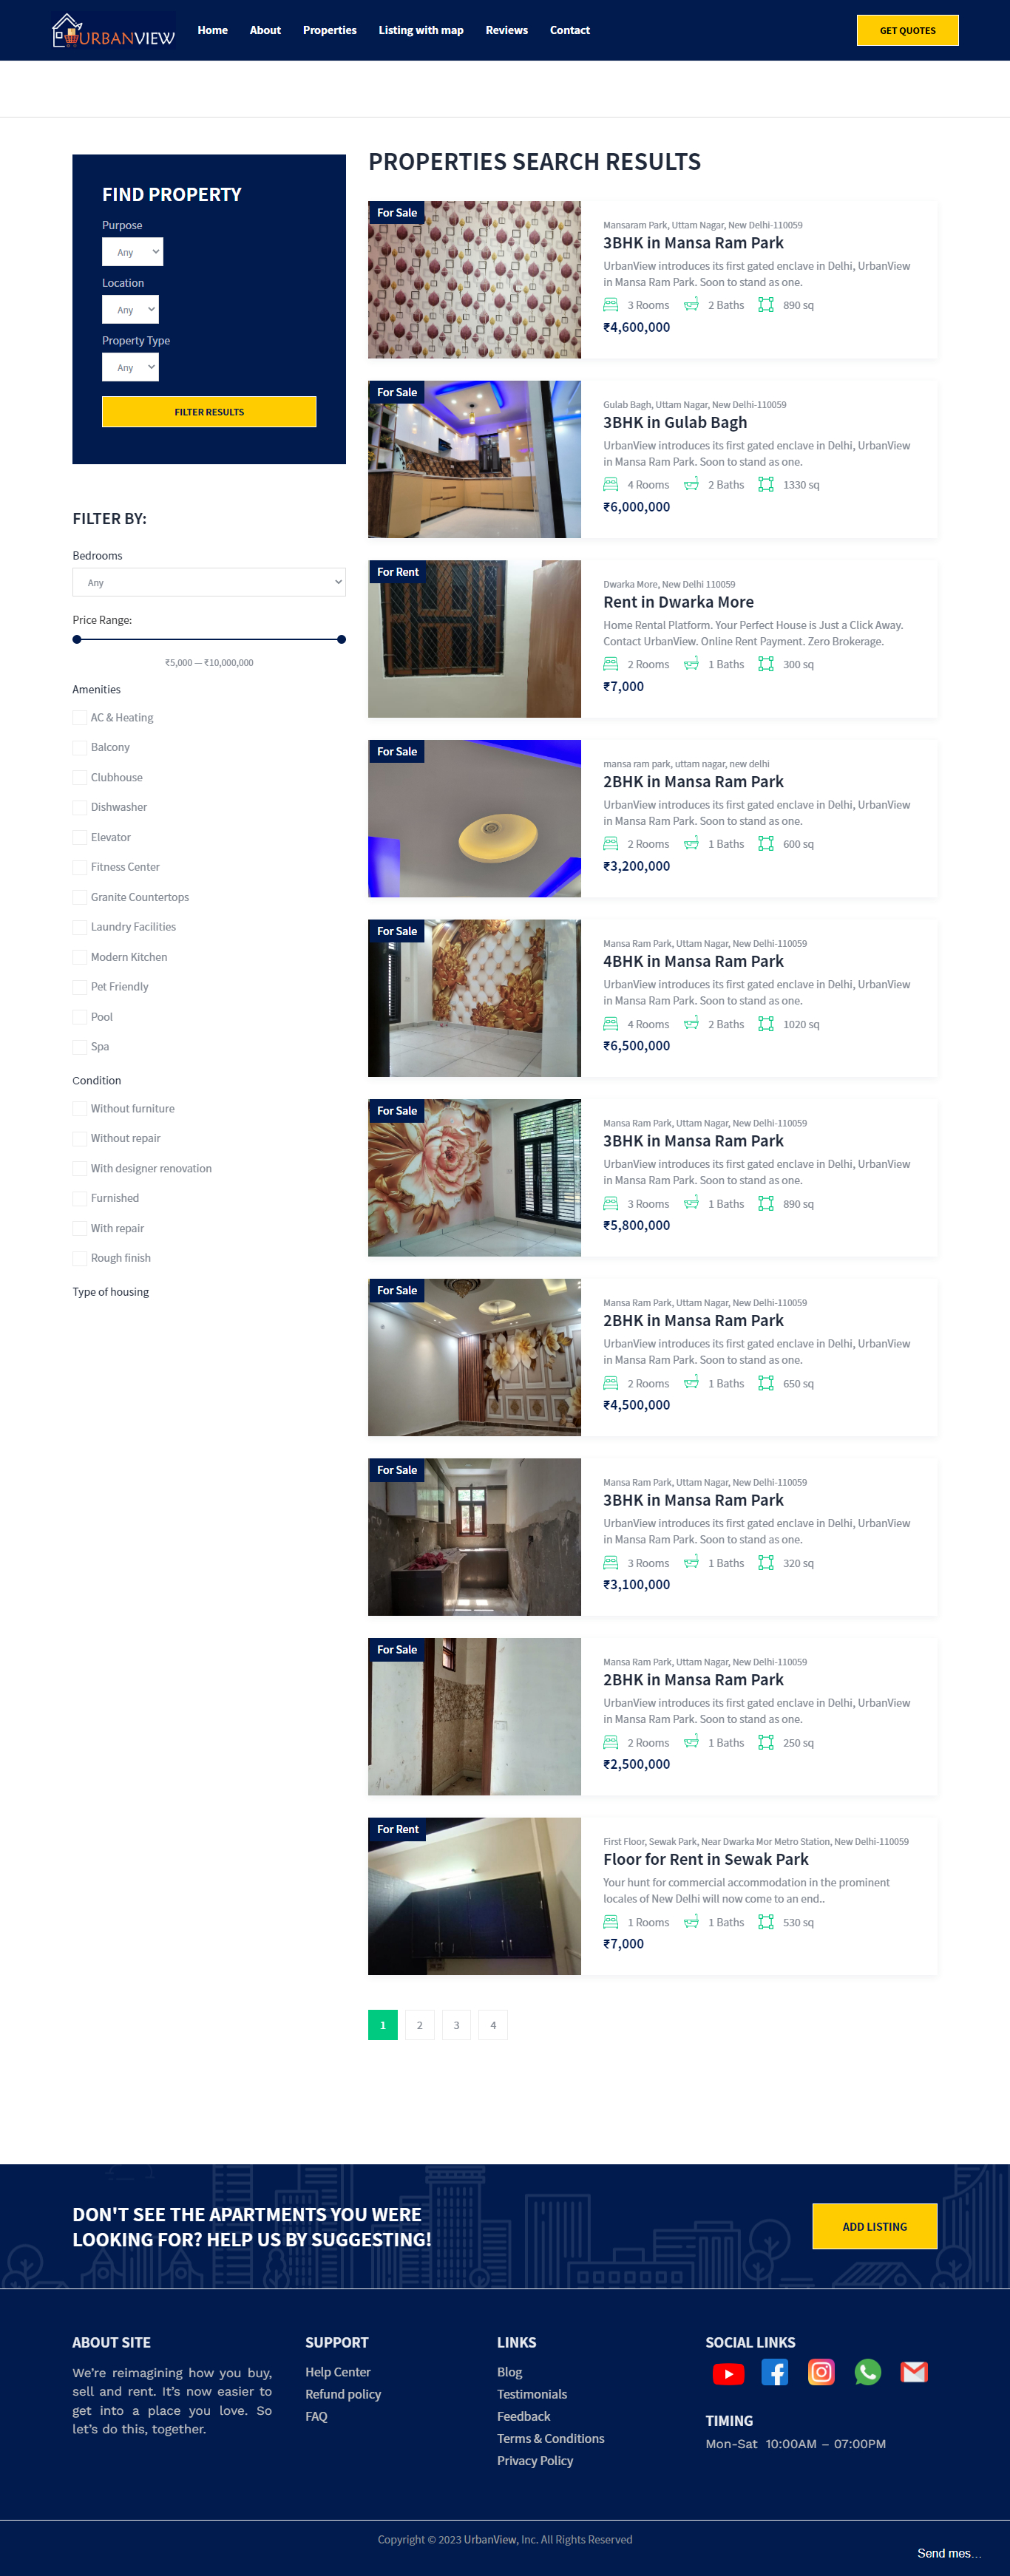 URBANVIEW
Home About Properties Listing with map Reviews Contact
GET QUOTES
FIND PROPERTY
Purpose
Any
Location
Any
Property Type
Any
FILTER RESULTS
FILTER BY:
Bedrooms
Any
Price Range:
₹5,000 — ₹10,000,000
Amenities
AC & Heating
Balcony
Clubhouse
Dishwasher
Elevator
Fitness Center
Granite Countertops
Laundry Facilities
Modern Kitchen
Pet Friendly
Pool
Spa
Condition
Without furniture
Without repair
With designer renovation
Furnished
With repair
Rough finish
Type of housing
PROPERTIES SEARCH RESULTS
For Sale
Mansaram Park, Uttam Nagar, New Delhi-110059
3BHK in Mansa Ram Park
UrbanView introduces its first gated enclave in Delhi, UrbanView
in Mansa Ram Park. Soon to stand as one.
3 Rooms 2 Baths 890 sq
₹4,600,000
For Sale
Gulab Bagh, Uttam Nagar, New Delhi-110059
3BHK in Gulab Bagh
UrbanView introduces its first gated enclave in Delhi, UrbanView
in Mansa Ram Park. Soon to stand as one.
4 Rooms 2 Baths 1330 sq
₹6,000,000
For Rent
Dwarka More, New Delhi 110059
Rent in Dwarka More
Home Rental Platform. Your Perfect House is Just a Click Away.
Contact UrbanView. Online Rent Payment. Zero Brokerage.
2 Rooms 1 Baths 300 sq
₹7,000
For Sale
mansa ram park, uttam nagar, new delhi
2BHK in Mansa Ram Park
UrbanView introduces its first gated enclave in Delhi, UrbanView
in Mansa Ram Park. Soon to stand as one.
2 Rooms 1 Baths 600 sq
₹3,200,000
For Sale
Mansa Ram Park, Uttam Nagar, New Delhi-110059
4BHK in Mansa Ram Park
UrbanView introduces its first gated enclave in Delhi, UrbanView
in Mansa Ram Park. Soon to stand as one.
4 Rooms 2 Baths 1020 sq
₹6,500,000
For Sale
Mansa Ram Park, Uttam Nagar, New Delhi-110059
3BHK in Mansa Ram Park
UrbanView introduces its first gated enclave in Delhi, UrbanView
in Mansa Ram Park. Soon to stand as one.
3 Rooms 1 Baths 890 sq
₹5,800,000
For Sale
Mansa Ram Park, Uttam Nagar, New Delhi-110059
2BHK in Mansa Ram Park
UrbanView introduces its first gated enclave in Delhi, UrbanView
in Mansa Ram Park. Soon to stand as one.
2 Rooms 1 Baths 650 sq
₹4,500,000
For Sale
Mansa Ram Park, Uttam Nagar, New Delhi-110059
3BHK in Mansa Ram Park
UrbanView introduces its first gated enclave in Delhi, UrbanView
in Mansa Ram Park. Soon to stand as one.
3 Rooms 1 Baths 320 sq
₹3,100,000
For Sale
Mansa Ram Park, Uttam Nagar, New Delhi-110059
2BHK in Mansa Ram Park
UrbanView introduces its first gated enclave in Delhi, UrbanView
in Mansa Ram Park. Soon to stand as one.
2 Rooms 1 Baths 250 sq
₹2,500,000
For Rent
First Floor, Sewak Park, Near Dwarka Mor Metro Station, New Delhi-110059
Floor for Rent in Sewak Park
Your hunt for commercial accommodation in the prominent
locales of New Delhi will now come to an end..
1 Rooms 1 Baths 530 sq
₹7,000
1 2 3 4
DON'T SEE THE APARTMENTS YOU WERE
LOOKING FOR? HELP US BY SUGGESTING!
ADD LISTING
ABOUT SITE
We're reimagining how you buy,
sell and rent. It's now easier to
get into a place you love. So
let's do this, together.
SUPPORT
Help Center
Refund policy
FAQ
LINKS
Blog
Testimonials
Feedback
Terms & Conditions
Privacy Policy
SOCIAL LINKS
TIMING
Mon-Sat 10:00AM – 07:00PM
Copyright © 2023 UrbanView, Inc. All Rights Reserved
Send mes...